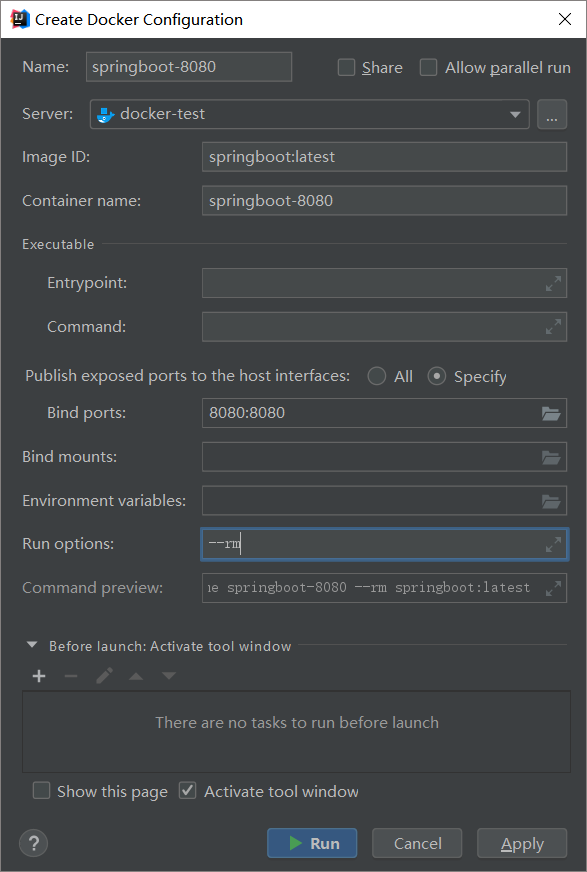 Create Docker Configuration
Name: springboot-8080 Share Allow parallel run
Server: docker-test ...
Image ID: springboot:latest
Container name: springboot-8080
Executable
Entrypoint:
Command:
Publish exposed ports to the host interfaces: All Specify
Bind ports: 8080:8080
Bind mounts:
Environment variables:
Run options: --rm
Command preview: springboot-8080 --rm springboot:latest
Before launch: Activate tool window
There are no tasks to run before launch
Show this page Activate tool window
? Run Cancel Apply